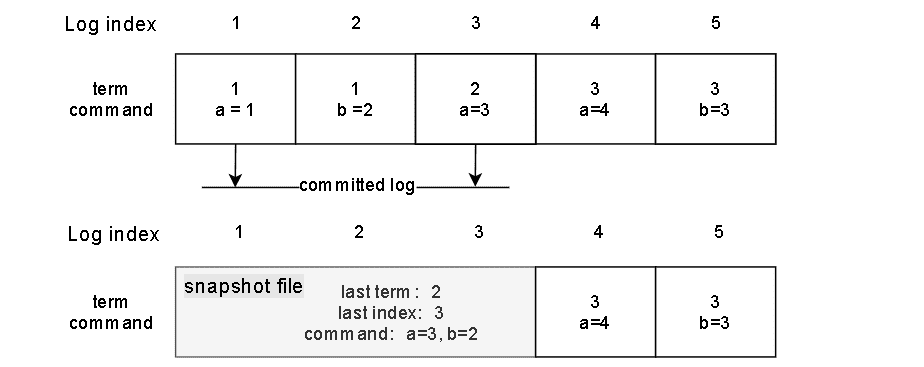 Log index 1 2 3 4 5
term 1 1 2 3 3
command a = 1 b =2 a=3 a=4 b=3
committed log
Log index 1 2 3 4 5
snapshot file
last term : 2
last index: 3
command: a=3, b=2
term 3 3
command a=4 b=3